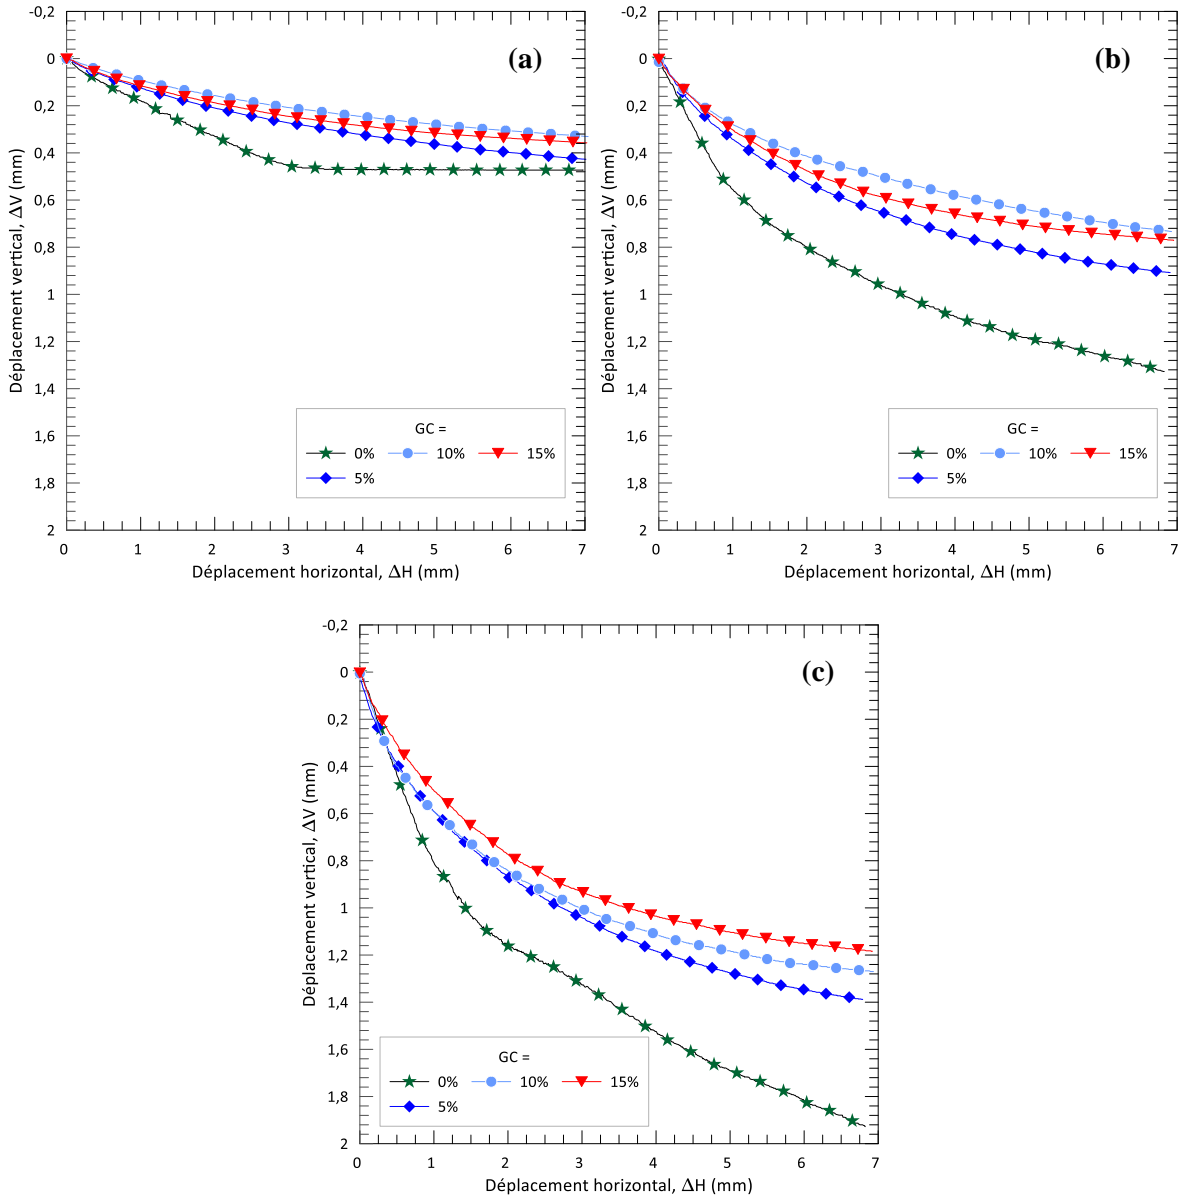 (a)
-0,2
0
0,2
0,4
0,6
0,8
1
1,2
1,4
1,6
1,8
2
Déplacement vertical, ΔV (mm)
GC =
0% 10% 15%
5%
0 1 2 3 4 5 6 7
Déplacement horizontal, ΔH (mm)
(b)
-0,2
0
0,2
0,4
0,6
0,8
1
1,2
1,4
1,6
1,8
2
Déplacement vertical, ΔV (mm)
GC =
0% 10% 15%
5%
0 1 2 3 4 5 6 7
Déplacement horizontal, ΔH (mm)
(c)
-0,2
0
0,2
0,4
0,6
0,8
1
1,2
1,4
1,6
1,8
2
Déplacement vertical, ΔV (mm)
GC =
0% 10% 15%
5%
0 1 2 3 4 5 6 7
Déplacement horizontal, ΔH (mm)